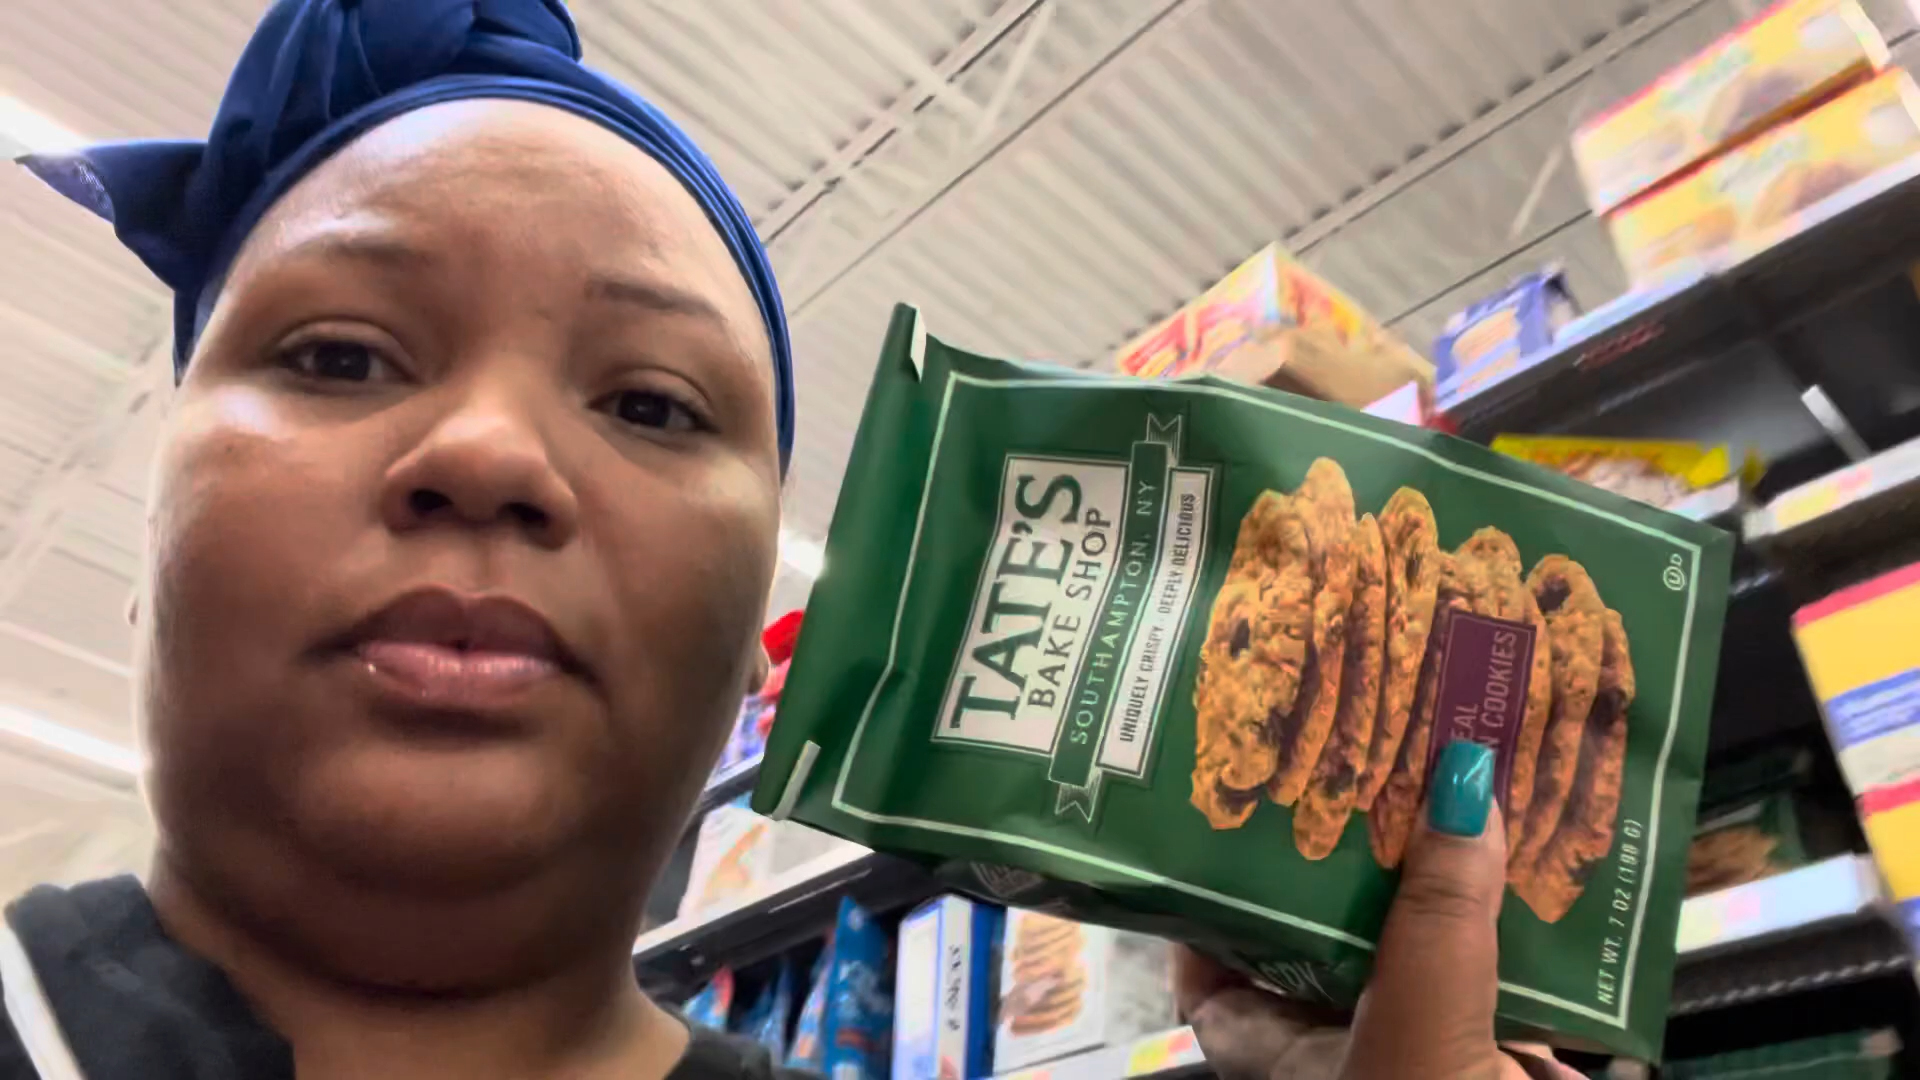 TATE'S
BAKE SHOP
SOUTHAMPTON, NY
UNIQUELY CRISPY · DEEPLY DELICIOUS
COOKIES
U D
NET WT. 7 OZ (198 G)